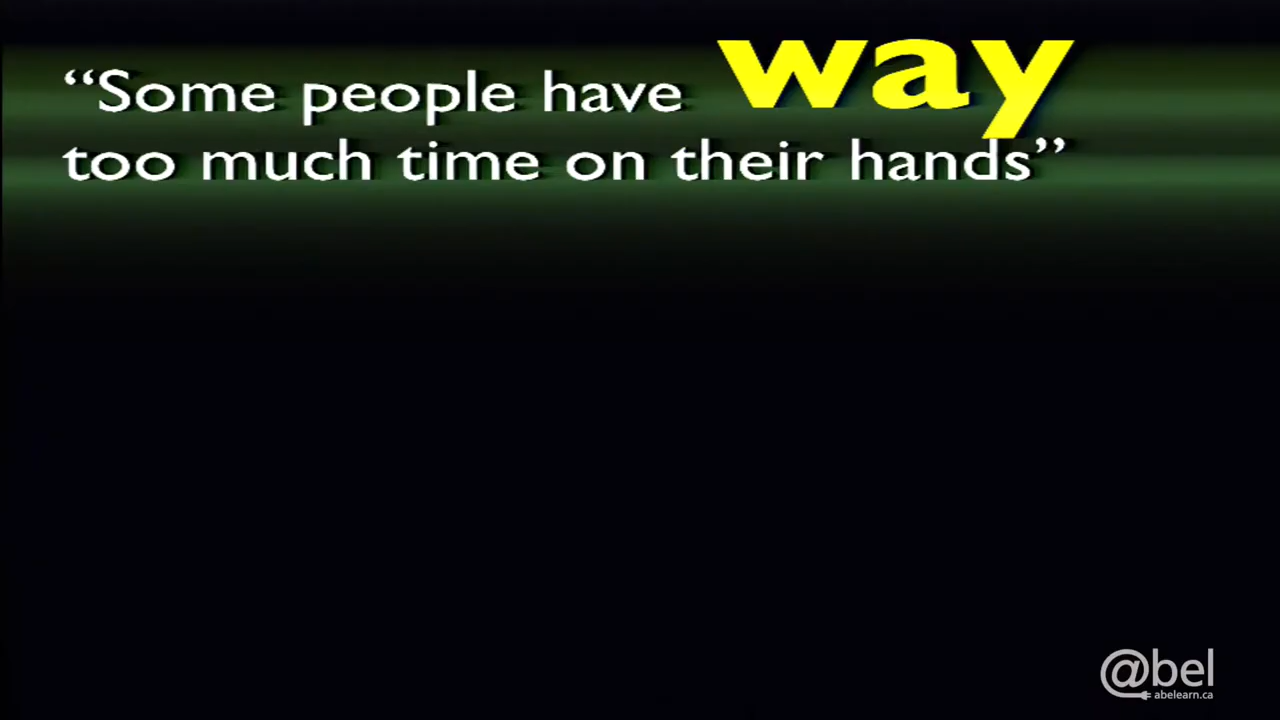 “Some people have way
too much time on their hands”
@bel
abelearn.ca